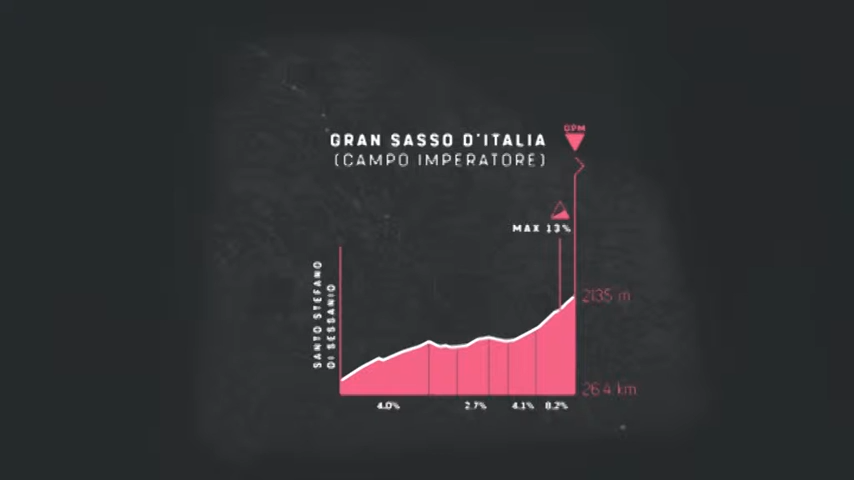 GPM
GRAN SASSO D'ITALIA
(CAMPO IMPERATORE)
MAX 13%
SANTO STEFANO
DI SESSANIO
2135 m
26.4 km
4.0% 2.7% 4.1% 8.2%